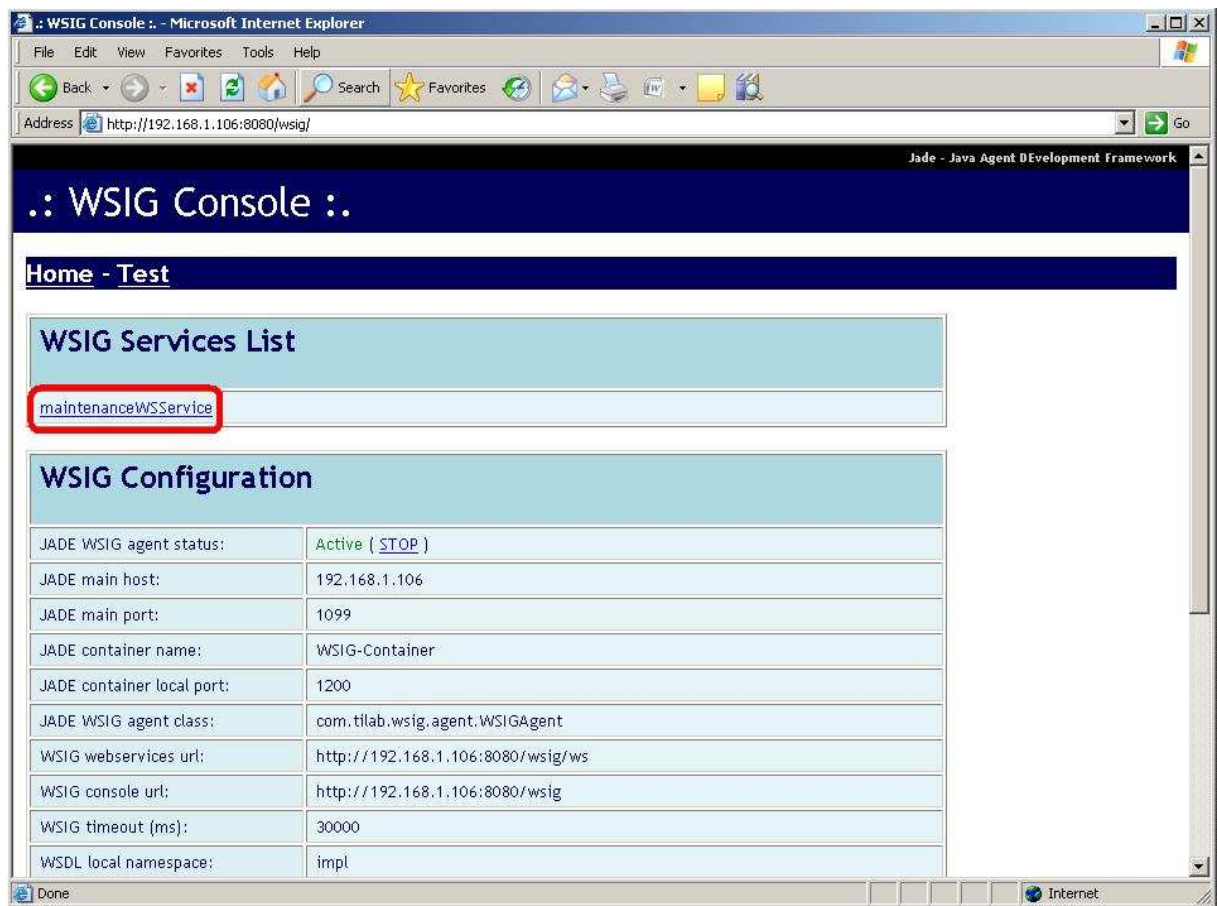 .: WSIG Console :. - Microsoft Internet Explorer
File Edit View Favorites Tools Help
Back Search Favorites
Address http://192.168.1.106:8080/wsig/ Go
Jade - Java Agent DEvelopment Framework
.: WSIG Console :.
Home - Test
WSIG Services List
maintenanceWSService
WSIG Configuration
JADE WSIG agent status: Active ( STOP )
JADE main host: 192.168.1.106
JADE main port: 1099
JADE container name: WSIG-Container
JADE container local port: 1200
JADE WSIG agent class: com.tilab.wsig.agent.WSIGAgent
WSIG webservices url: http://192.168.1.106:8080/wsig/ws
WSIG console url: http://192.168.1.106:8080/wsig
WSIG timeout (ms): 30000
WSDL local namespace: impl
Done Internet